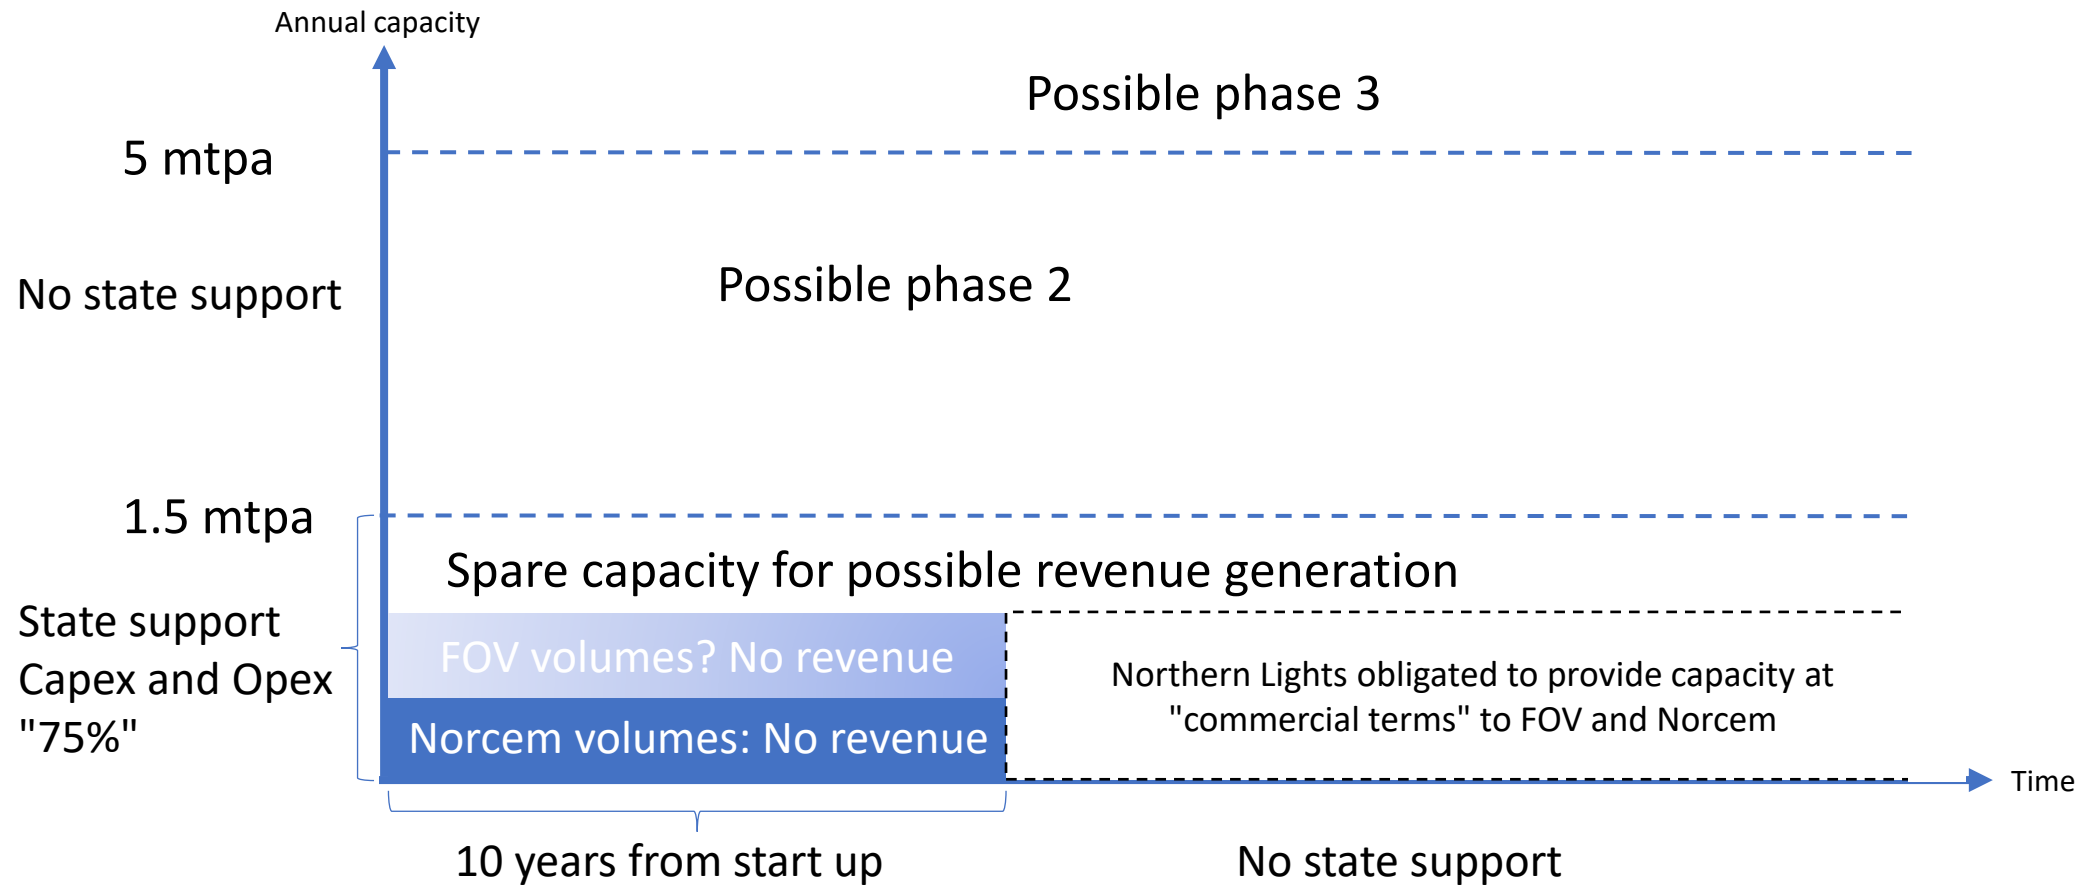 Annual capacity
Possible phase 3
5 mtpa
No state support
Possible phase 2
1.5 mtpa
Spare capacity for possible revenue generation
State support
Capex and Opex
"75%"
FOV volumes? No revenue
Norcem volumes: No revenue
Northern Lights obligated to provide capacity at
"commercial terms" to FOV and Norcem
Time
10 years from start up
No state support